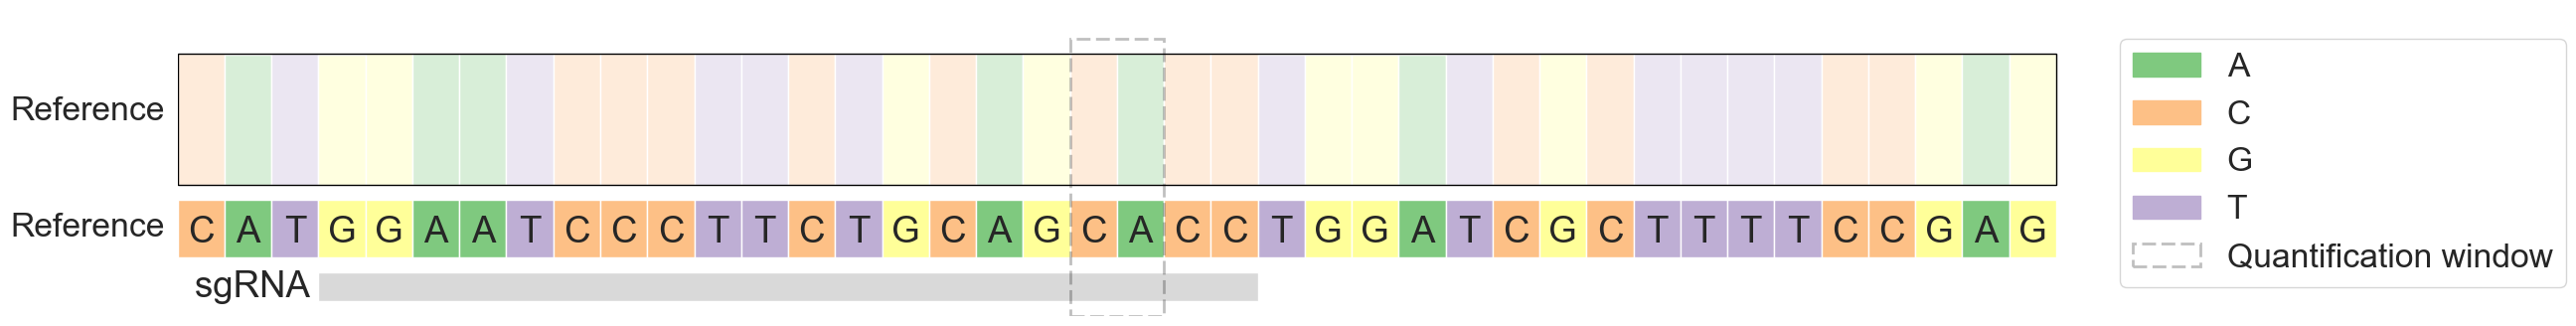 Reference
Reference C A T G G A A T C C C T T C T G C A G C A C C T G G A T C G C T T T T C C G A G
sgRNA
A
C
G
T
Quantification window